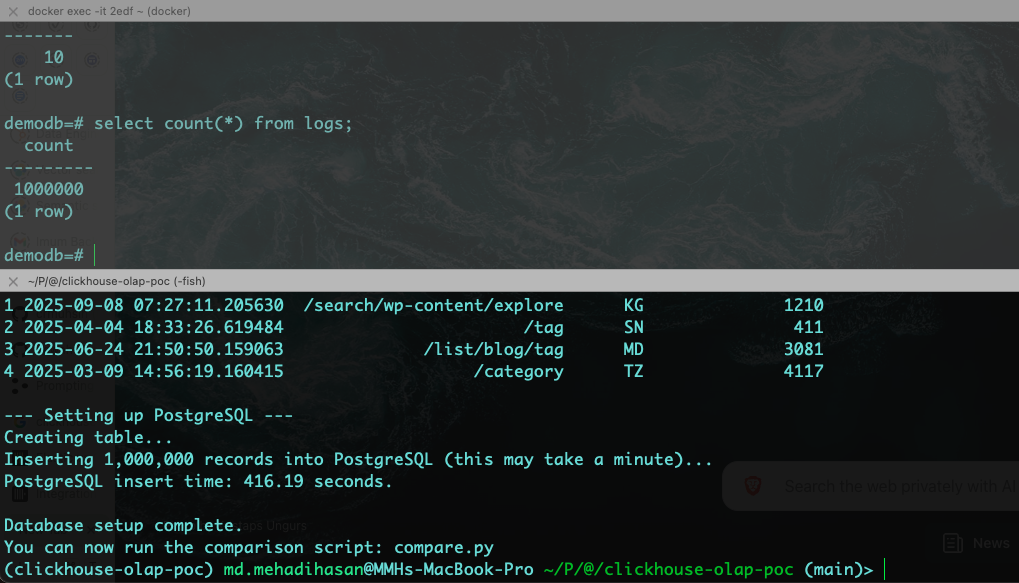 docker exec -it 2edf ~ (docker)
-------
10
(1 row)
demodb=# select count(*) from logs;
count
---------
1000000
(1 row)
demodb=#
~/P/@/clickhouse-olap-poc (-fish)
1 2025-09-08 07:27:11.205630 /search/wp-content/explore KG 1210
2 2025-04-04 18:33:26.619484 /tag SN 411
3 2025-06-24 21:50:50.159063 /list/blog/tag MD 3081
4 2025-03-09 14:56:19.160415 /category TZ 4117
--- Setting up PostgreSQL ---
Creating table...
Inserting 1,000,000 records into PostgreSQL (this may take a minute)...
PostgreSQL insert time: 416.19 seconds.
Search the web privately with AI
Database setup complete.
You can now run the comparison script: compare.py
News
(clickhouse-olap-poc) md.mehadihasan@MMHs-MacBook-Pro ~/P/@/clickhouse-olap-poc (main)>